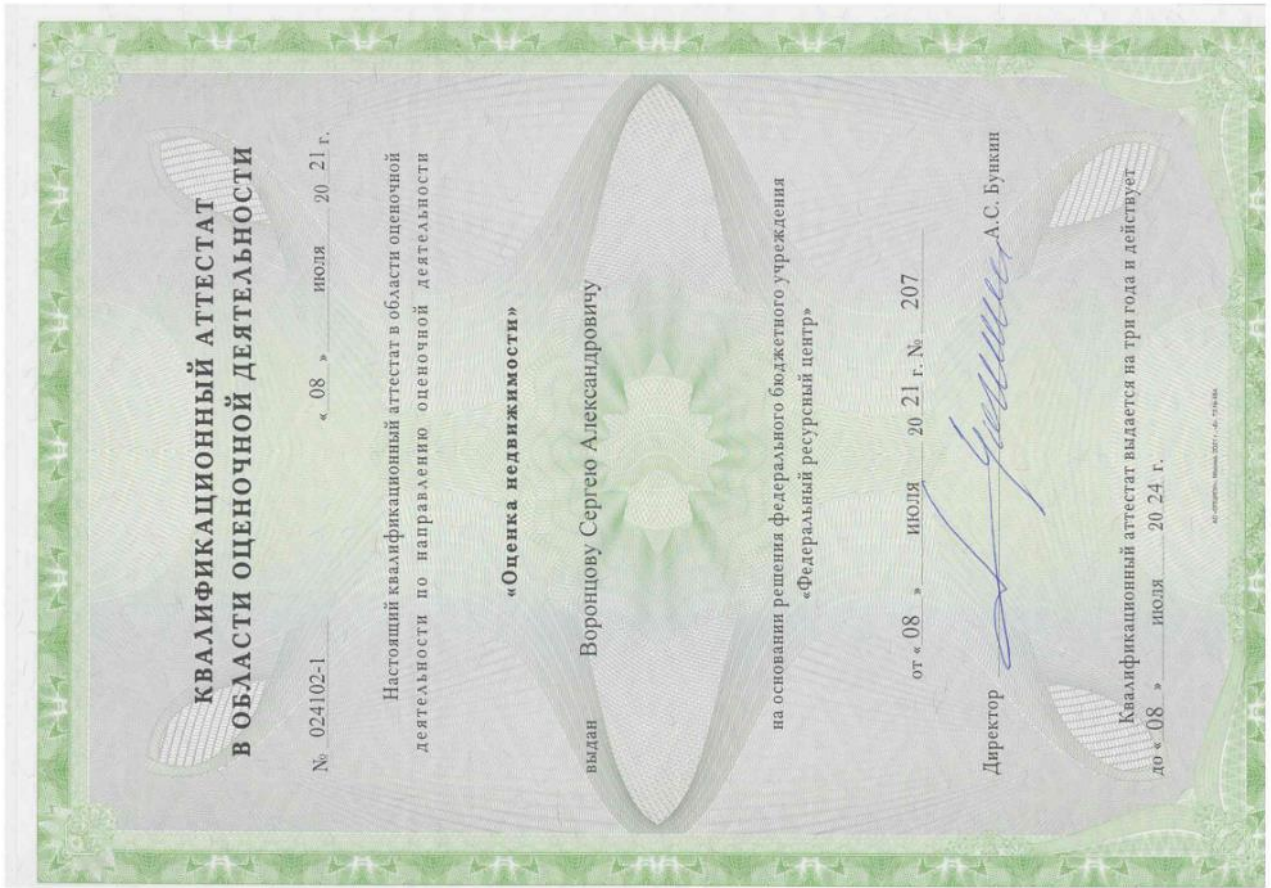 КВАЛИФИКАЦИОННЫЙ АТТЕСТАТ
В ОБЛАСТИ ОЦЕНОЧНОЙ ДЕЯТЕЛЬНОСТИ
№ 024102-1 « 08 » июля 20 21 г.
Настоящий квалификационный аттестат в области оценочной
деятельности по направлению оценочной деятельности
«Оценка недвижимости»
выдан Воронцову Сергею Александровичу
на основании решения федерального бюджетного учреждения
«Федеральный ресурсный центр»
от « 08 » июля 20 21 г. № 207
Директор А.С. Бункин
Квалификационный аттестат выдается на три года и действует
до « 08 » июля 20 24 г.